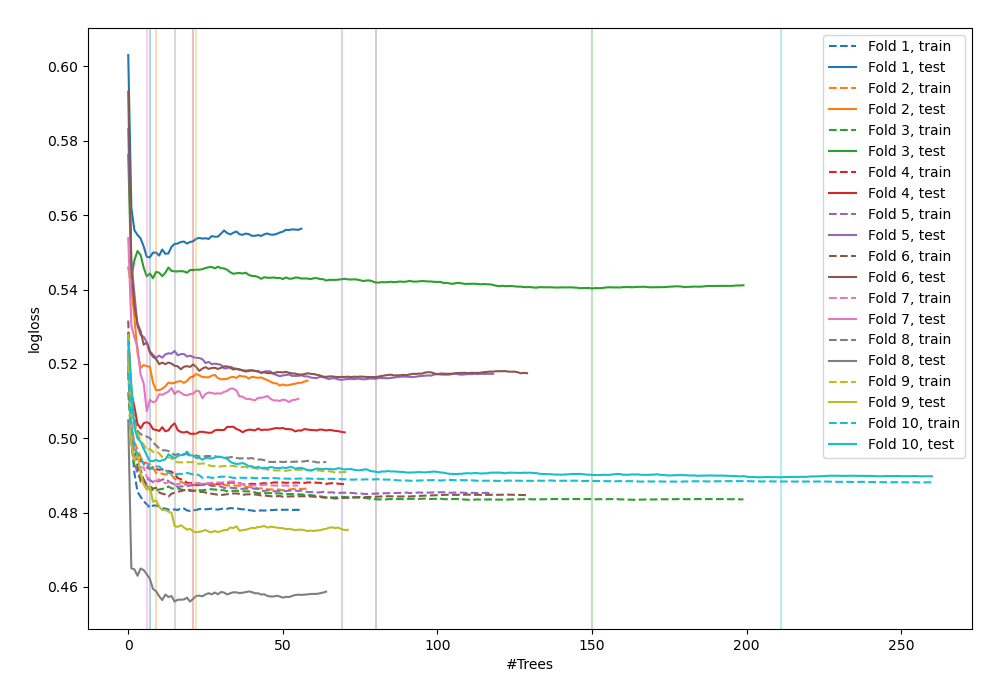 0.60
0.58
0.56
0.54
0.52
0.50
0.48
0.46
logloss
0
50
100
150
200
250
#Trees
Fold 1, train
Fold 1, test
Fold 2, train
Fold 2, test
Fold 3, train
Fold 3, test
Fold 4, train
Fold 4, test
Fold 5, train
Fold 5, test
Fold 6, train
Fold 6, test
Fold 7, train
Fold 7, test
Fold 8, train
Fold 8, test
Fold 9, train
Fold 9, test
Fold 10, train
Fold 10, test